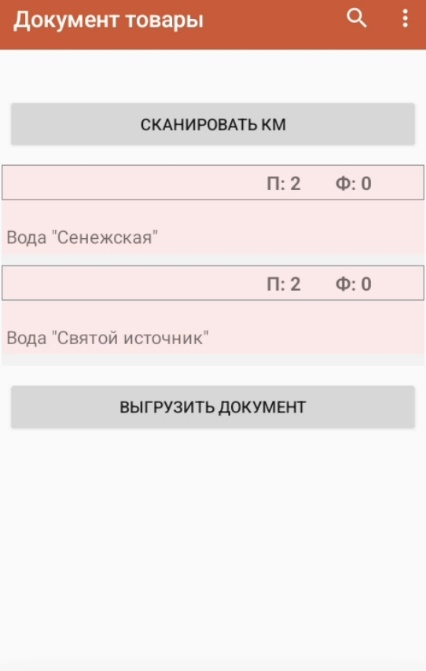 Документ товары
СКАНИРОВАТЬ КМ
П: 2 Ф: 0
Вода "Сенежская"
П: 2 Ф: 0
Вода "Святой источник"
ВЫГРУЗИТЬ ДОКУМЕНТ